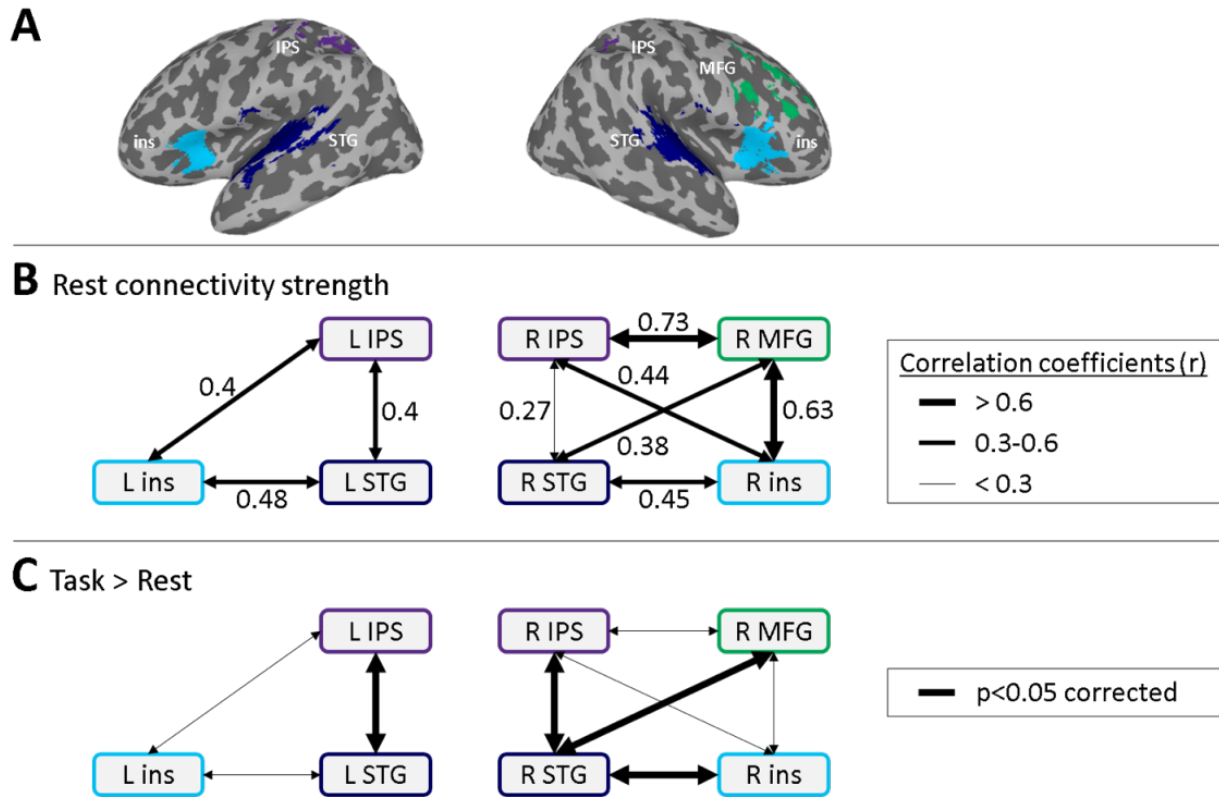 A
IPS
ins
STG
IPS
MFG
STG
ins
B Rest connectivity strength
L IPS
R IPS
0.73
R MFG
0.4
0.4
0.27
0.44
0.38
0.63
L ins
0.48
L STG
R STG
0.45
R ins
Correlation coefficients (r)
> 0.6
0.3-0.6
< 0.3
C Task > Rest
L IPS
R IPS
R MFG
L ins
L STG
R STG
R ins
p<0.05 corrected